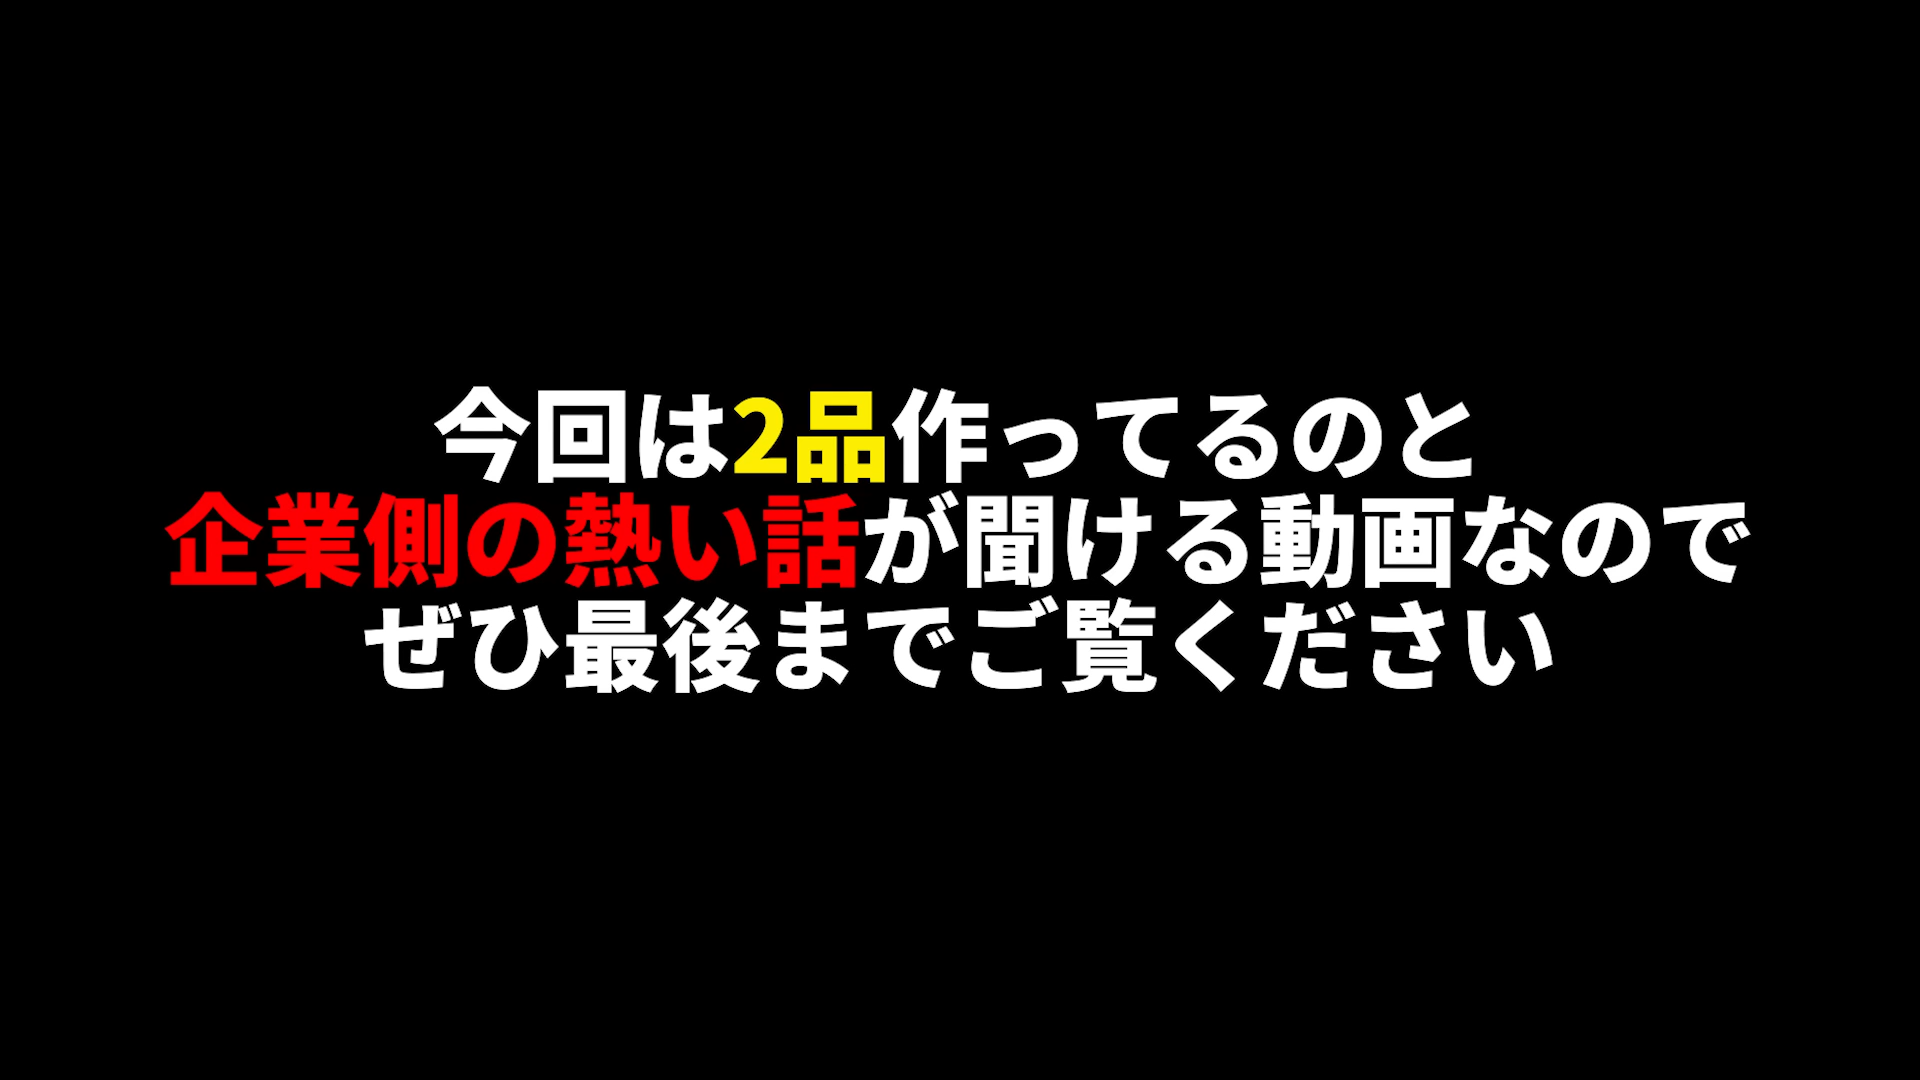 今回は2品作ってるのと
企業側の熱い話が聞ける動画なので
ぜひ最後までご覧ください